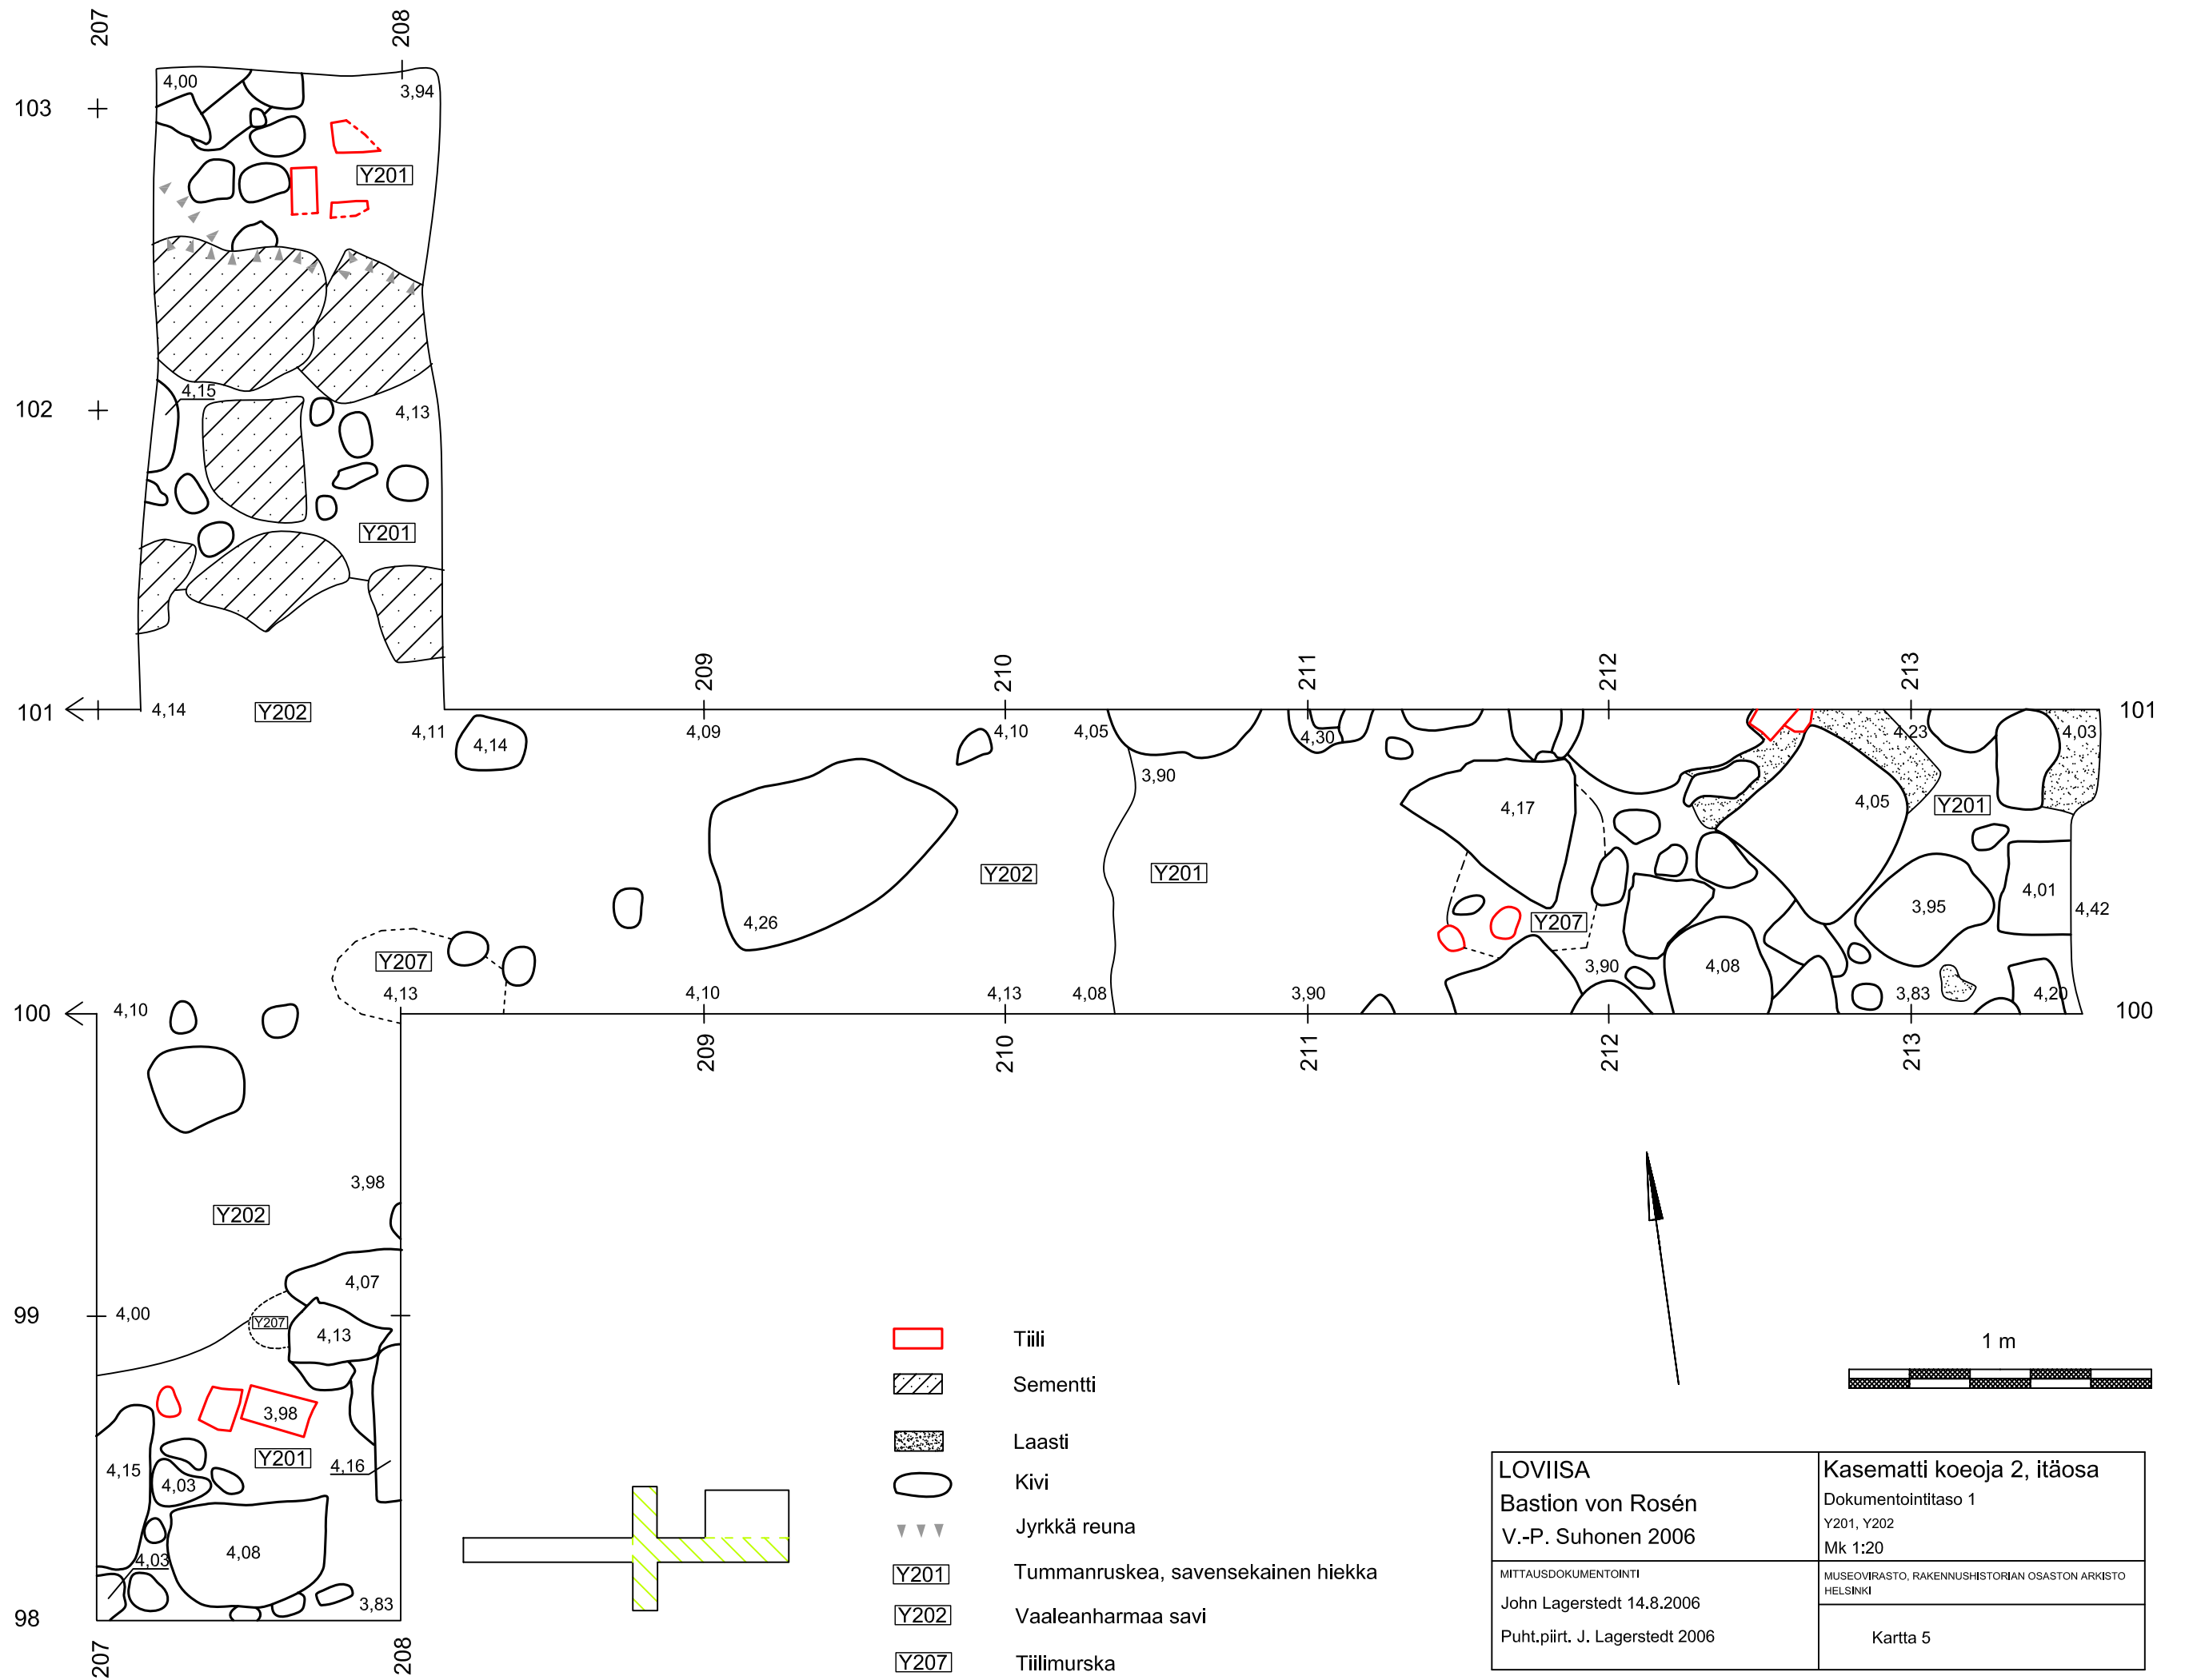 207
208
103
4,00
3,94
Y201
102
4,15
4,13
Y201
209
210
211
212
213
101
4,14
Y202
4,11
4,14
4,09
4,10
4,05
4,30
4,23
4,03
101
3,90
4,17
4,05
Y201
4,26
Y202
Y201
4,01
3,95
4,42
Y207
Y207
3,90
4,08
100
4,10
4,13
4,10
4,13
4,08
3,90
3,83
4,20
100
209
210
211
212
213
3,98
Y202
4,07
99
4,00
Y207
4,13
3,98
Y201
4,15
4,03
4,16
4,03
4,08
3,83
98
207
208
Tiili
Sementti
Laasti
Kivi
Jyrkkä reuna
Y201 Tummanruskea, savensekainen hiekka
Y202 Vaaleanharmaa savi
Y207 Tiilimurska
1 m
LOVIISA
Bastion von Rosén
V.-P. Suhonen 2006
Kasematti koeoja 2, itäosa
Dokumentointitaso 1
Y201, Y202
Mk 1:20
MITTAUSDOKUMENTOINTI
John Lagerstedt 14.8.2006
Puht.piirt. J. Lagerstedt 2006
MUSEOVIRASTO, RAKENNUSHISTORIAN OSASTON ARKISTO
HELSINKI
Kartta 5